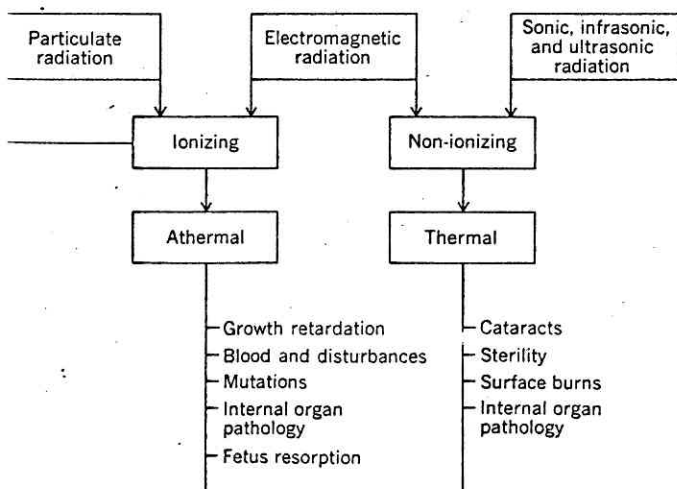 Particulate
radiation
Electromagnetic
radiation
Sonic, infrasonic,
and ultrasonic
radiation
Ionizing
Non-ionizing
Athermal
Thermal
Growth retardation
Blood and disturbances
Mutations
Internal organ
pathology
Fetus resorption
Cataracts
Sterility
Surface burns
Internal organ
pathology